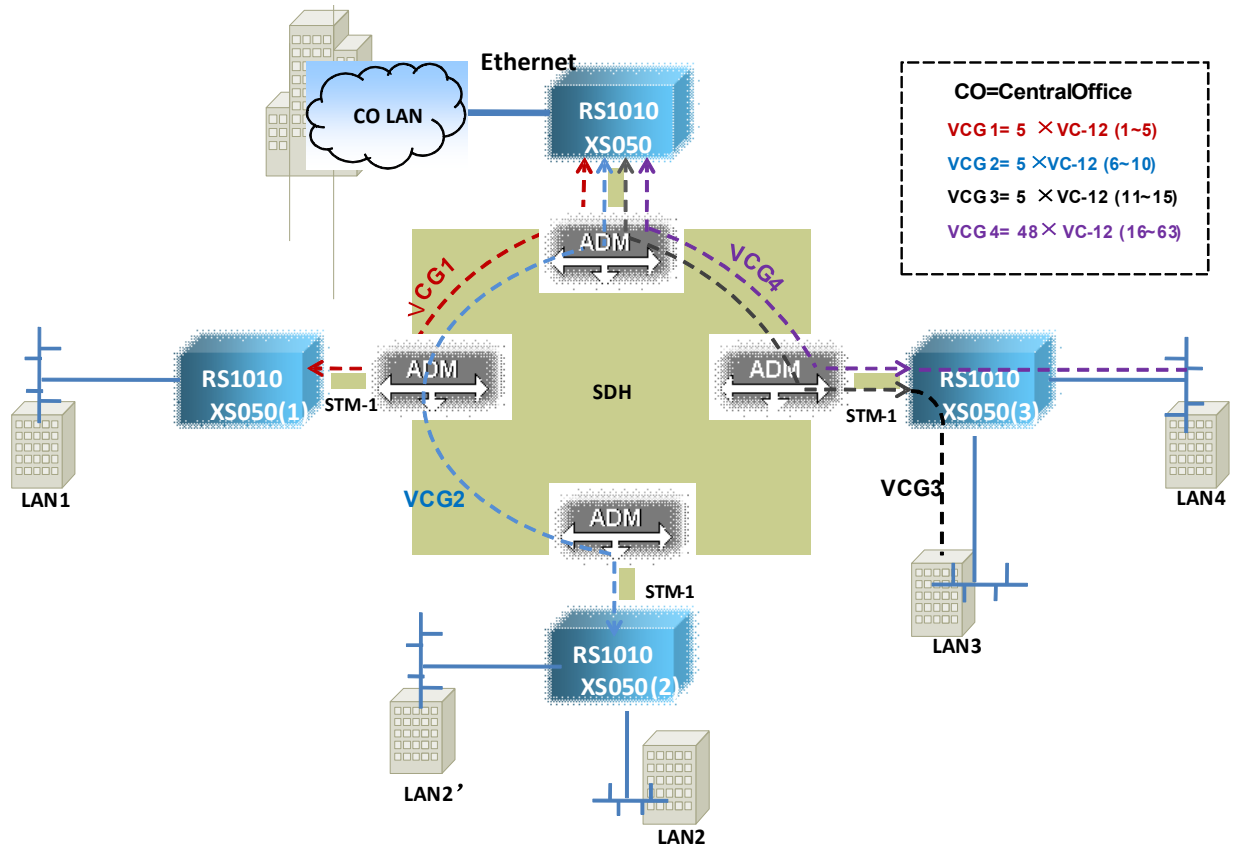 Ethernet
CO LAN
RS1010
XS050
CO=CentralOffice
VCG1= 5 ×VC-12 (1~5)
VCG2= 5 ×VC-12 (6~10)
VCG3= 5 ×VC-12 (11~15)
VCG4= 48× VC-12 (16~63)
ADM
VCG1
VCG4
RS1010
XS050(1)
STM-1
ADM
SDH
ADM
STM-1
RS1010
XS050(3)
LAN1
VCG2
VCG3
LAN4
ADM
STM-1
RS1010
XS050(2)
LAN3
LAN2’
LAN2